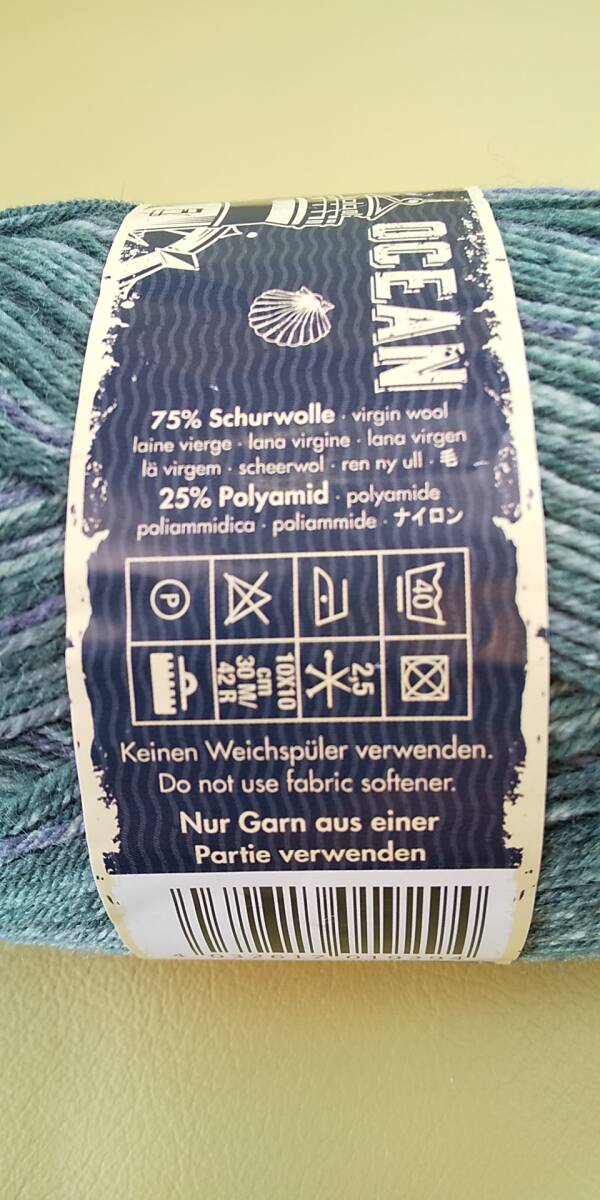 OCEAN
75% Schurwolle · virgin wool
laine vierge · lana virgine · lana virgen
lã virgem · scheerwol · ren ny ull · 毛
25% Polyamid · polyamide
poliammidica · poliammide · ナイロン
40
P
2,5
10X10
cm
30 M/
42 R
Keinen Weichspüler verwenden.
Do not use fabric softener.
Nur Garn aus einer
Partie verwenden